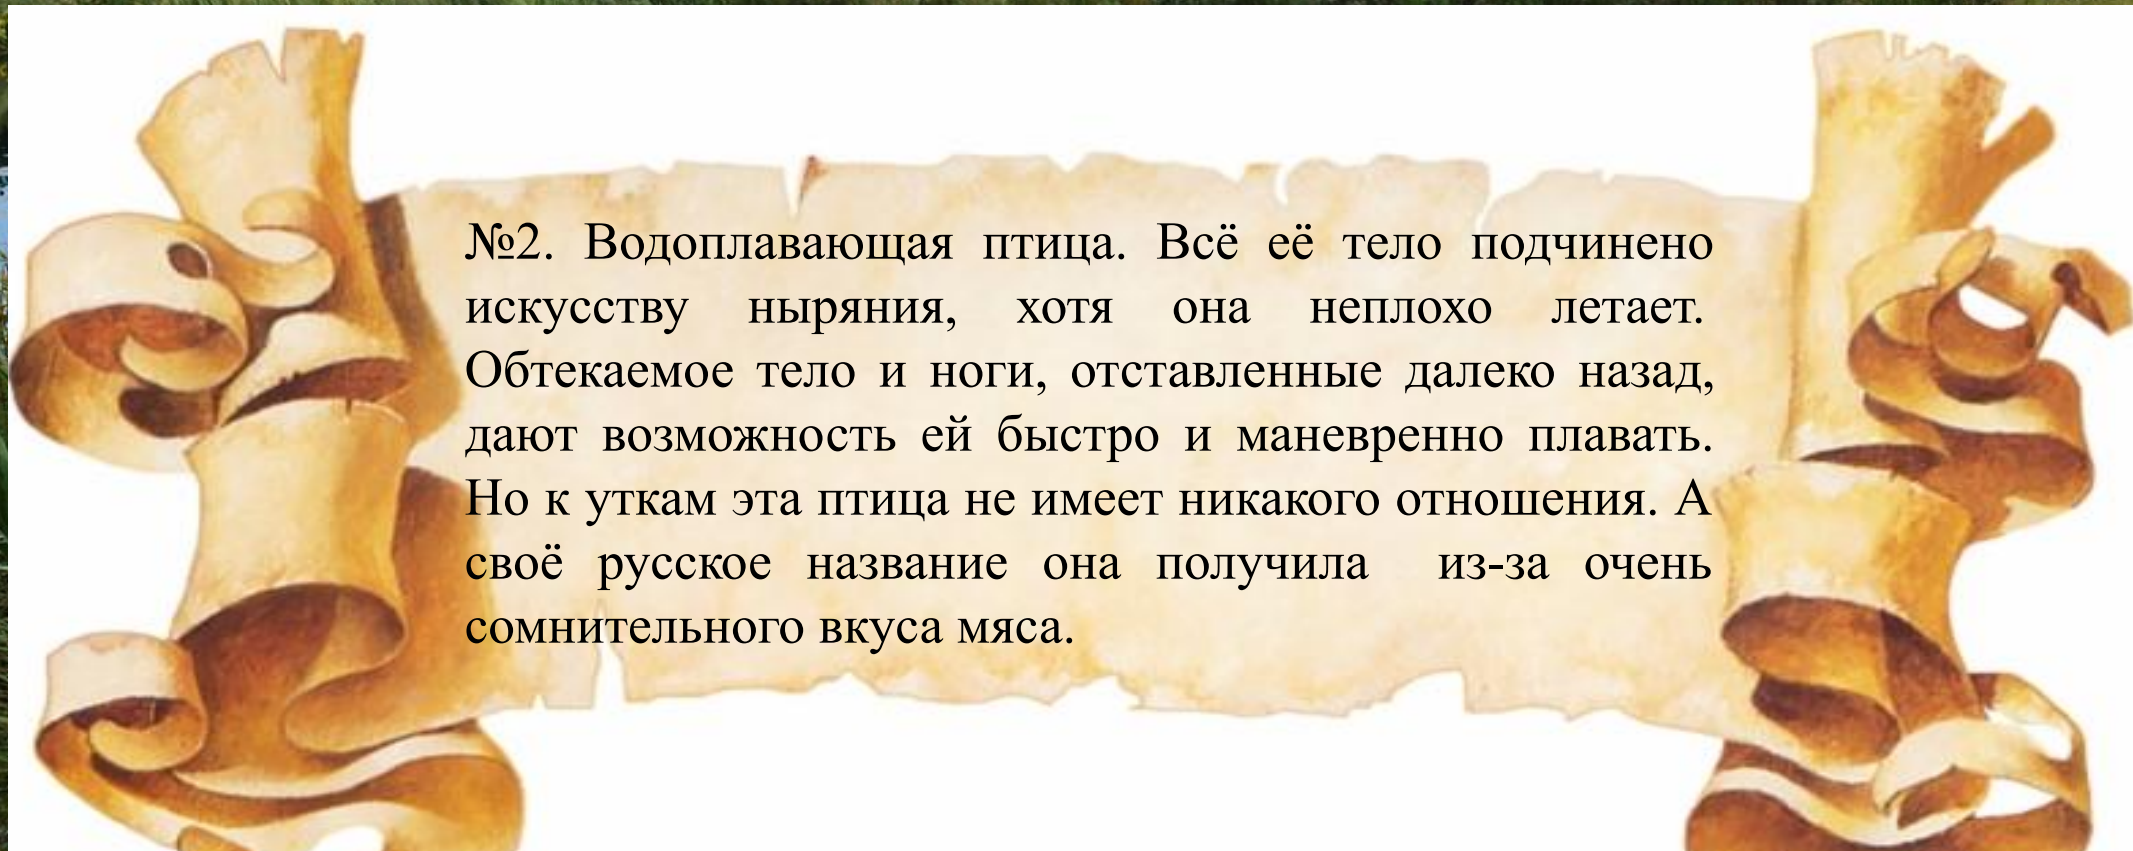 №2. Водоплавающая птица. Всё её тело подчинено
искусству ныряния, хотя она неплохо летает.
Обтекаемое тело и ноги, отставленные далеко назад,
дают возможность ей быстро и маневренно плавать.
Но к уткам эта птица не имеет никакого отношения. А
своё русское название она получила из-за очень
сомнительного вкуса мяса.